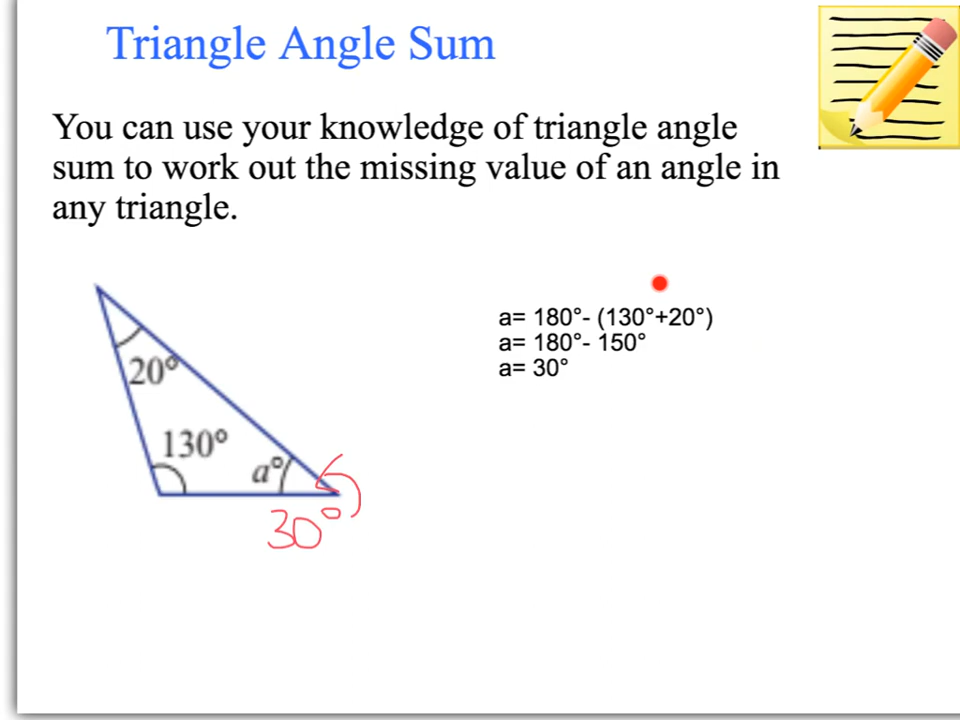 Triangle Angle Sum
You can use your knowledge of triangle angle
sum to work out the missing value of an angle in
any triangle.
a= 180°- (130°+20°)
a= 180°- 150°
a= 30°
20°
130°
a°
30°